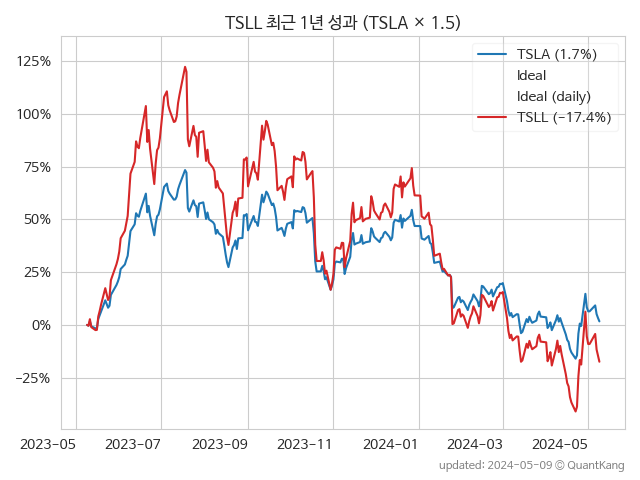 TSLL 최근 1년 성과 (TSLA × 1.5)
125%
100%
75%
50%
25%
0%
−25%
TSLA (1.7%)
Ideal
Ideal (daily)
TSLL (−17.4%)
2023-05
2023-07
2023-09
2023-11
2024-01
2024-03
2024-05
updated: 2024-05-09 © QuantKang